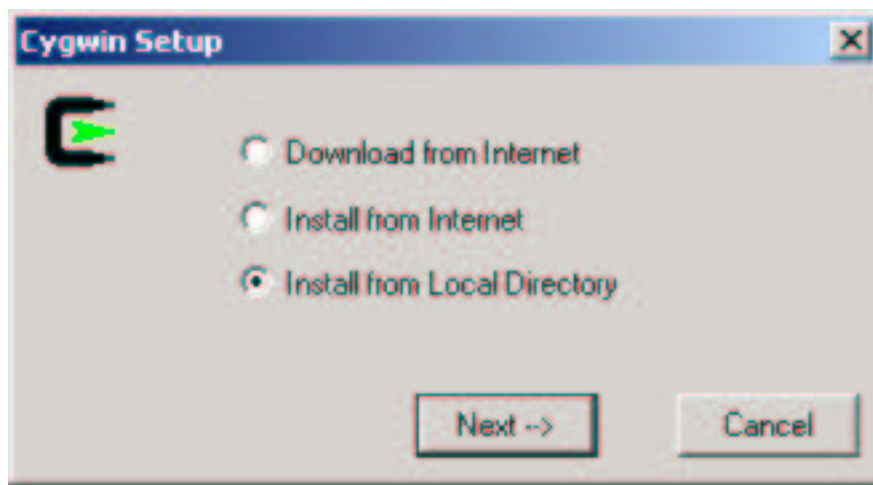 Cygwin Setup
Download from Internet
Install from Internet
Install from Local Directory
Next -->
Cancel